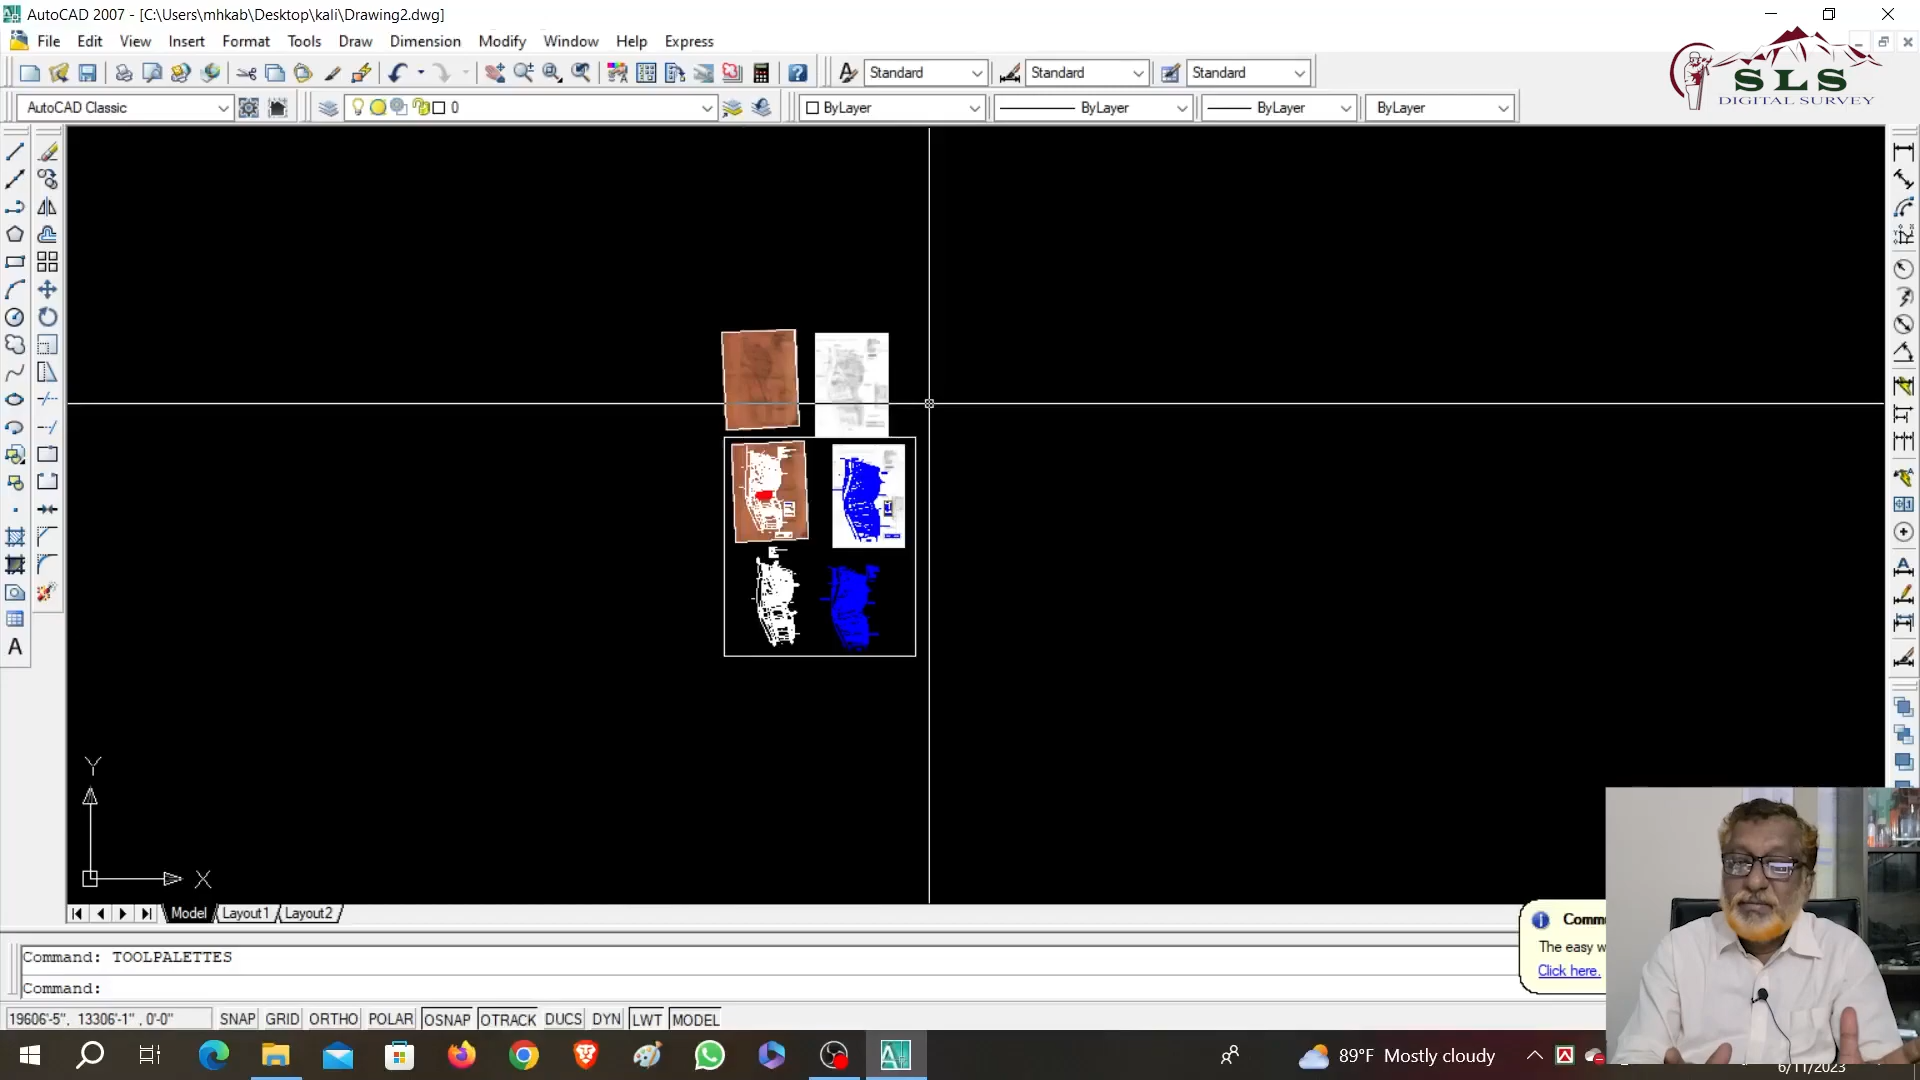 AutoCAD 2007 - [C:\Users\mhkab\Desktop\kali\Drawing2.dwg]
File Edit View Insert Format Tools Draw Dimension Modify Window Help Express
SLS
DIGITAL SURVEY
Standard Standard Standard
AutoCAD Classic 0 ByLayer ByLayer ByLayer ByLayer
A
Y
X
Model Layout1 Layout2
Command: TOOLPALETTES
Command:
Comm
The easy w
Click here.
19606'-5", 13306'-1" , 0'-0" SNAP GRID ORTHO POLAR OSNAP OTRACK DUCS DYN LWT MODEL
89°F Mostly cloudy
6/11/2023